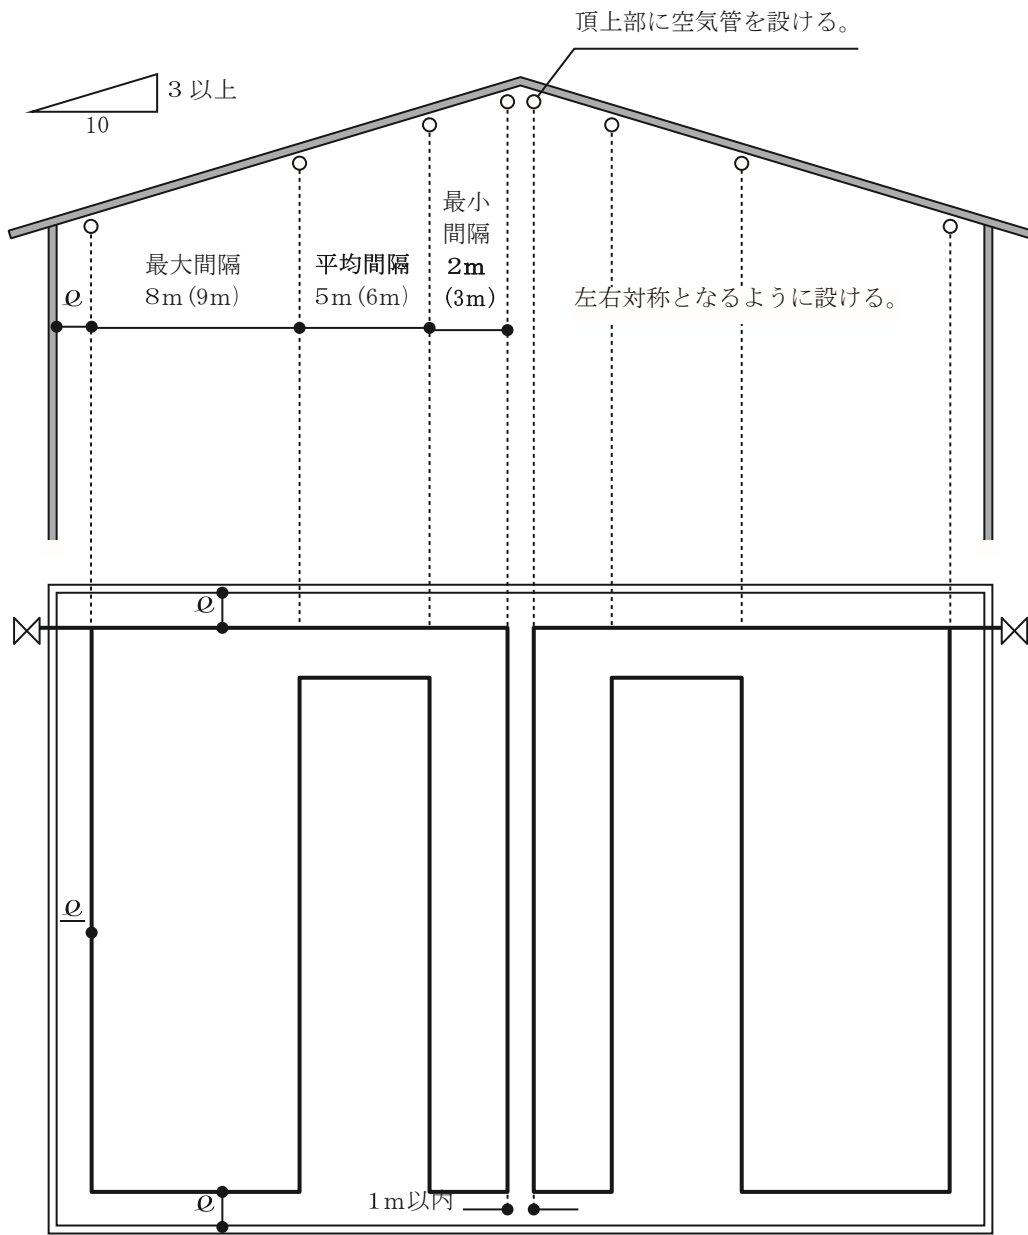 頂上部に空気管を設ける。
3 以上
10
最小
間隔
2m
(3m)
最大間隔
8m(9m)
平均間隔
5m(6m)
ℓ
左右対称となるように設ける。
ℓ
ℓ
ℓ
1m以内